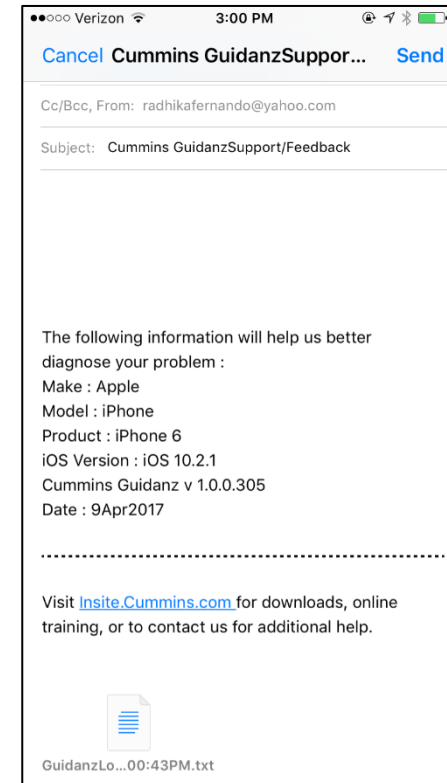 Verizon 3:00 PM
Cancel Cummins GuidanzSuppor... Send
Cc/Bcc, From: radhikafernando@yahoo.com
Subject: Cummins GuidanzSupport/Feedback
The following information will help us better
diagnose your problem :
Make : Apple
Model : iPhone
Product : iPhone 6
iOS Version : iOS 10.2.1
Cummins Guidanz v 1.0.0.305
Date : 9Apr2017
Visit Insite.Cummins.com for downloads, online
training, or to contact us for additional help.
GuidanzLo...00:43PM.txt